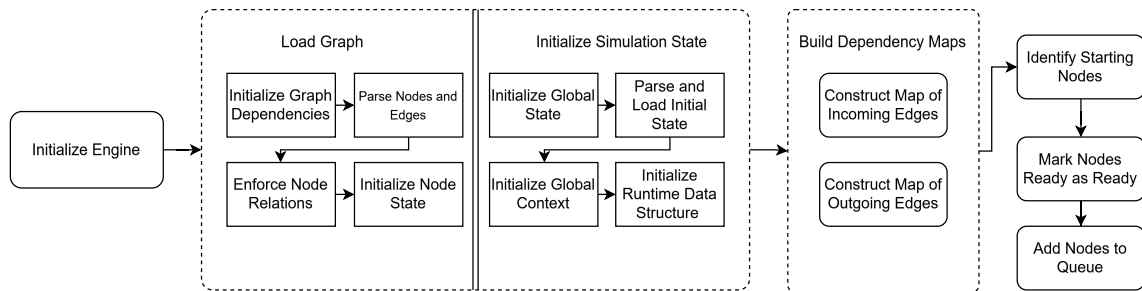 Initialize Engine
Load Graph
Initialize Graph
Dependencies
Parse Nodes and
Edges
Enforce Node
Relations
Initialize Node
State
Initialize Simulation State
Initialize Global
State
Parse and
Load Initial
State
Initialize Global
Context
Initialize
Runtime Data
Structure
Build Dependency Maps
Construct Map of
Incoming Edges
Construct Map of
Outgoing Edges
Identify Starting
Nodes
Mark Nodes
Ready as Ready
Add Nodes to
Queue